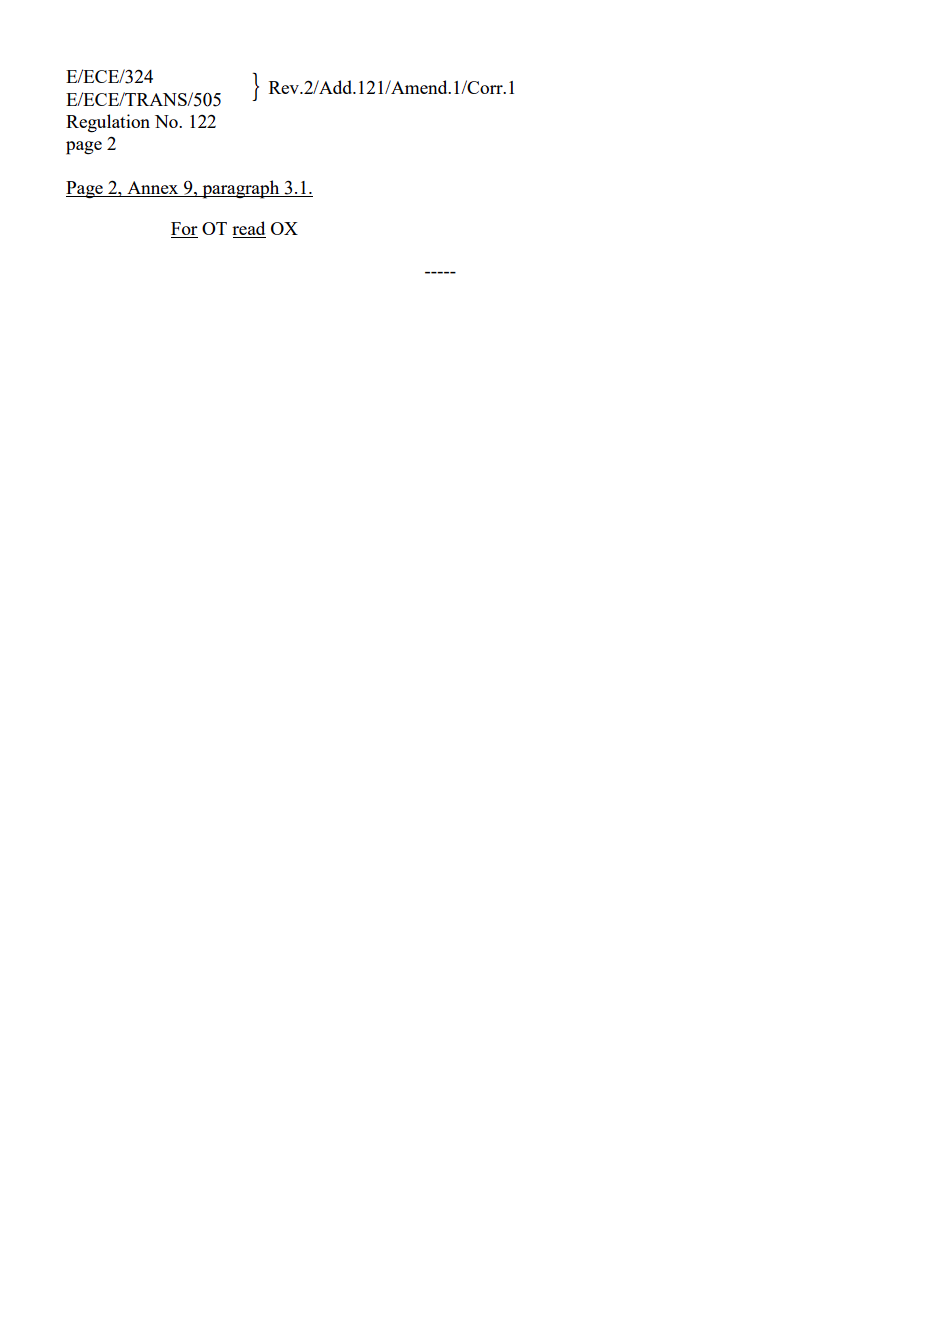 E/ECE/324
E/ECE/TRANS/505
} Rev.2/Add.121/Amend.1/Corr.1
Regulation No. 122
page 2
Page 2, Annex 9, paragraph 3.1.
For OT read OX
-----